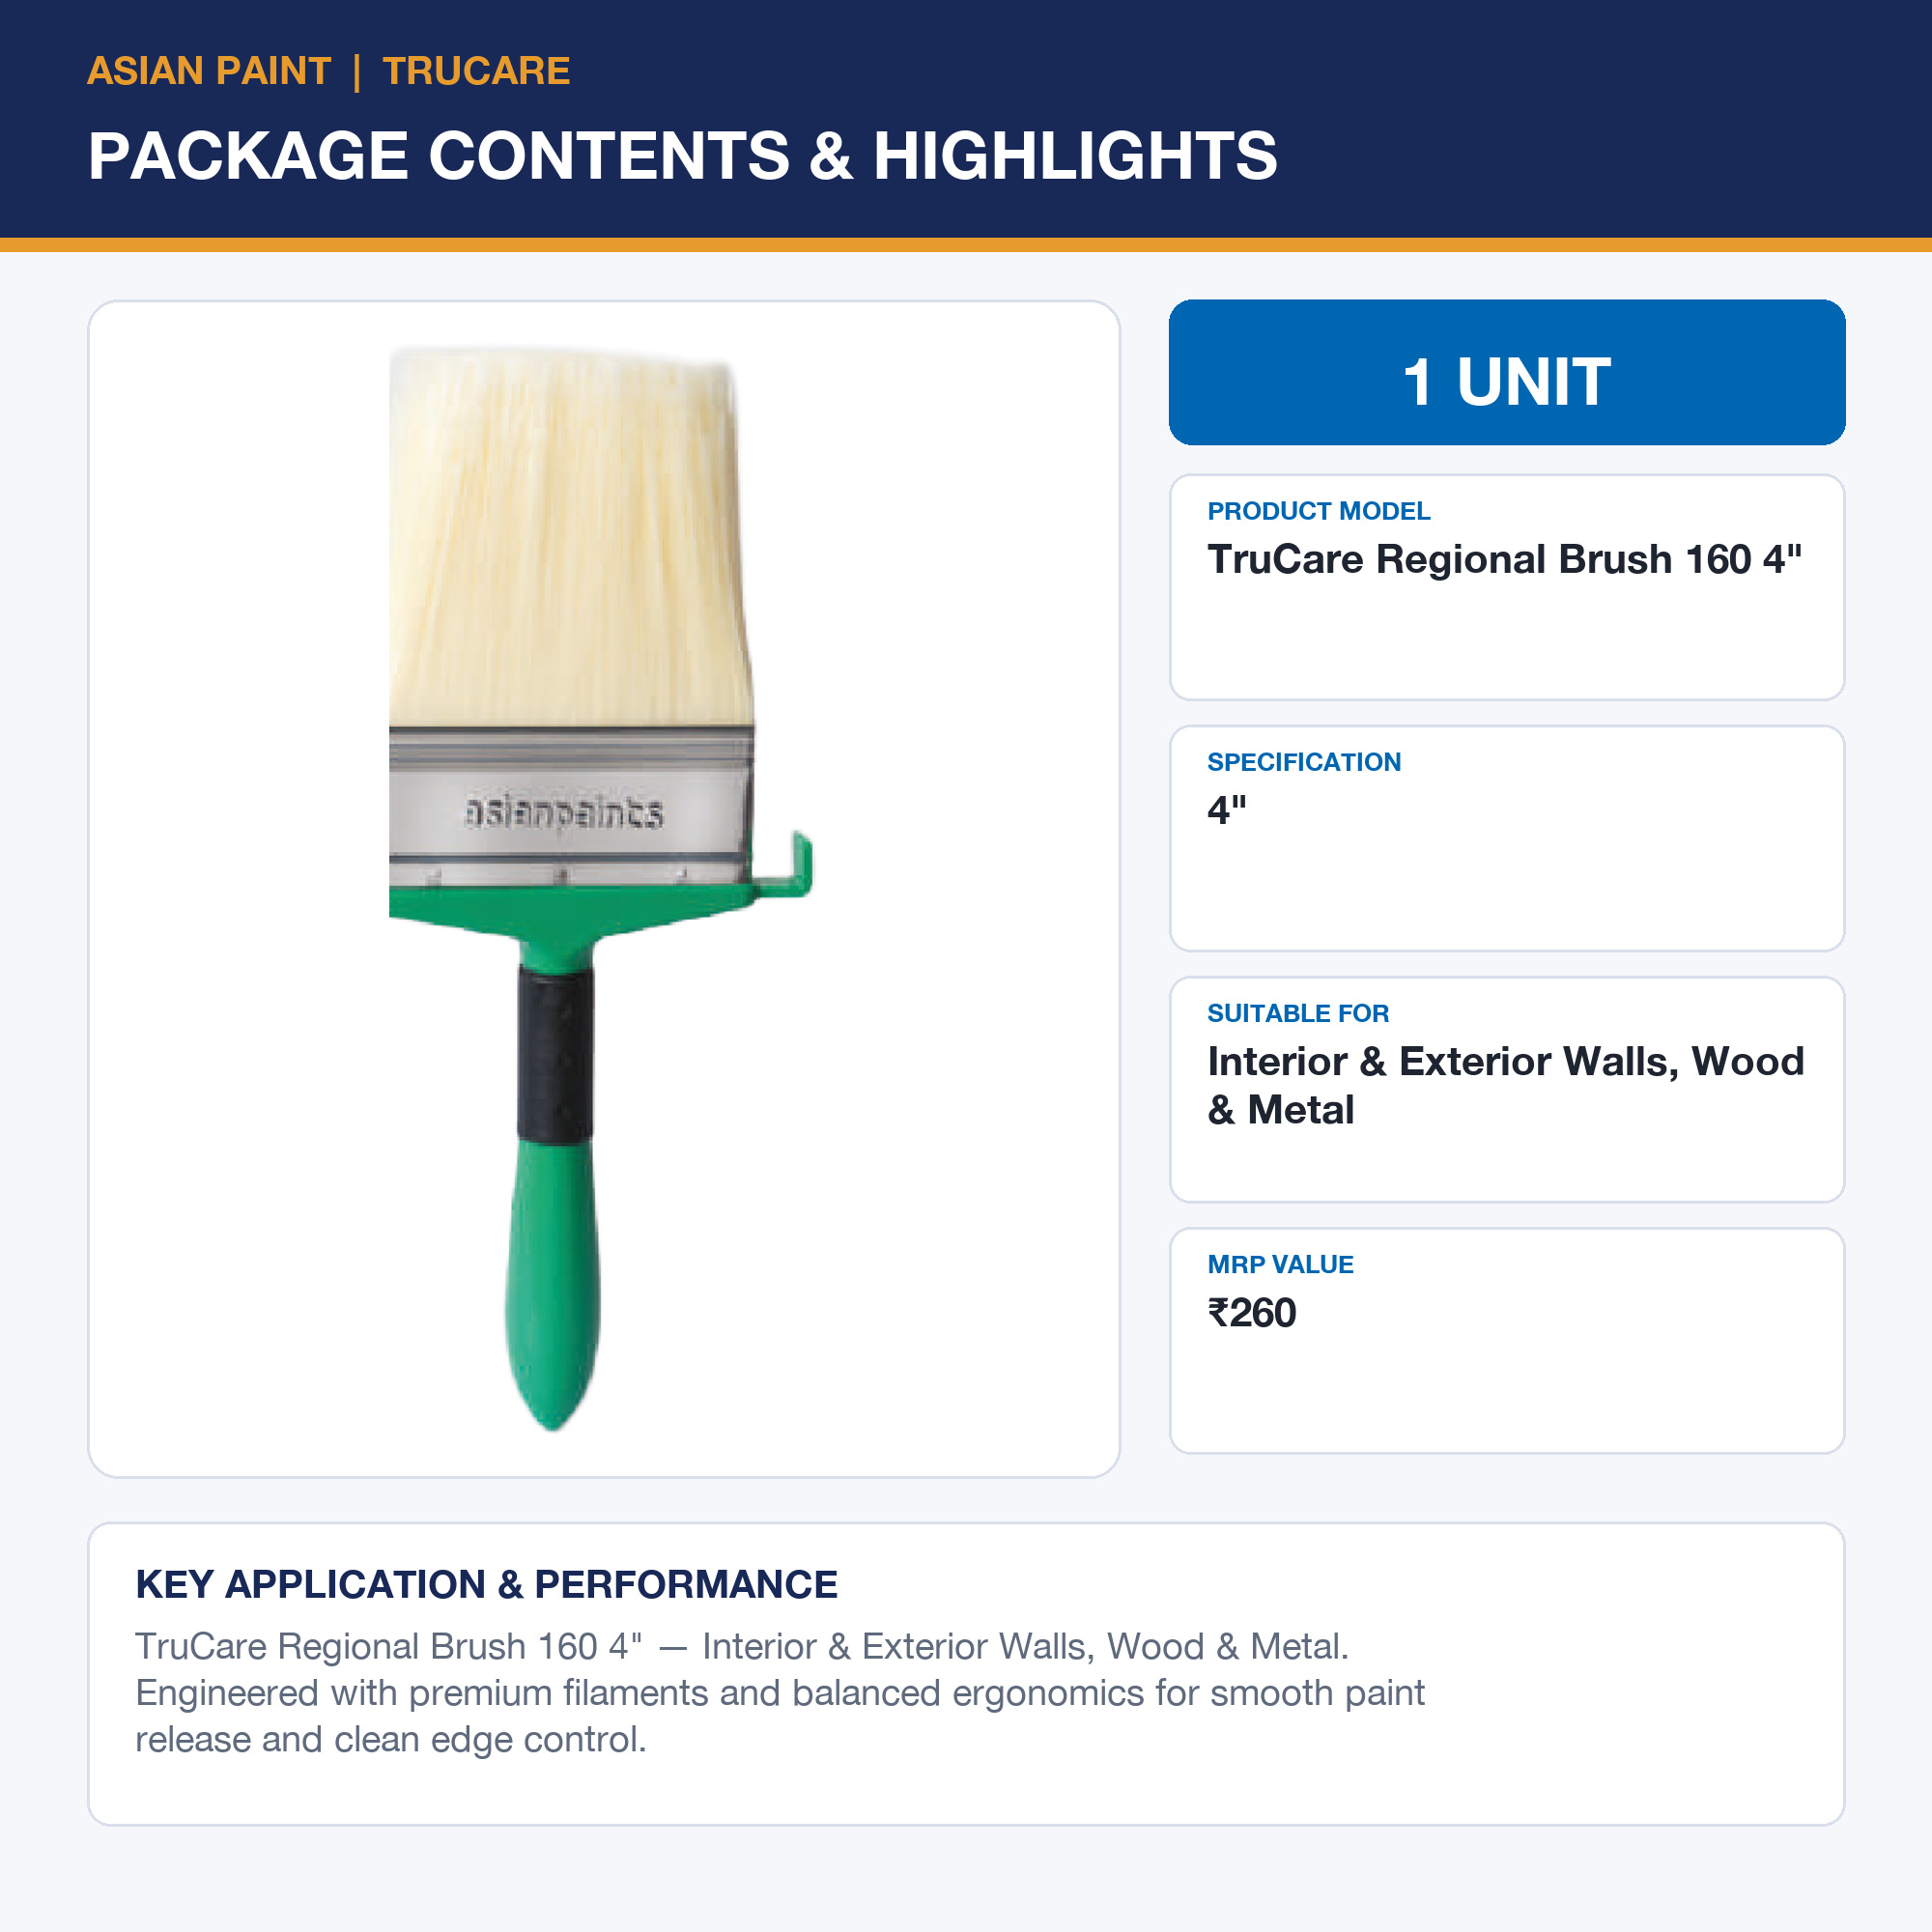 ASIAN PAINT | TRUCARE
PACKAGE CONTENTS & HIGHLIGHTS
asianpaints
1 UNIT
PRODUCT MODEL
TruCare Regional Brush 160 4"
SPECIFICATION
4"
SUITABLE FOR
Interior & Exterior Walls, Wood
& Metal
MRP VALUE
₹260
KEY APPLICATION & PERFORMANCE
TruCare Regional Brush 160 4" — Interior & Exterior Walls, Wood & Metal.
Engineered with premium filaments and balanced ergonomics for smooth paint
release and clean edge control.